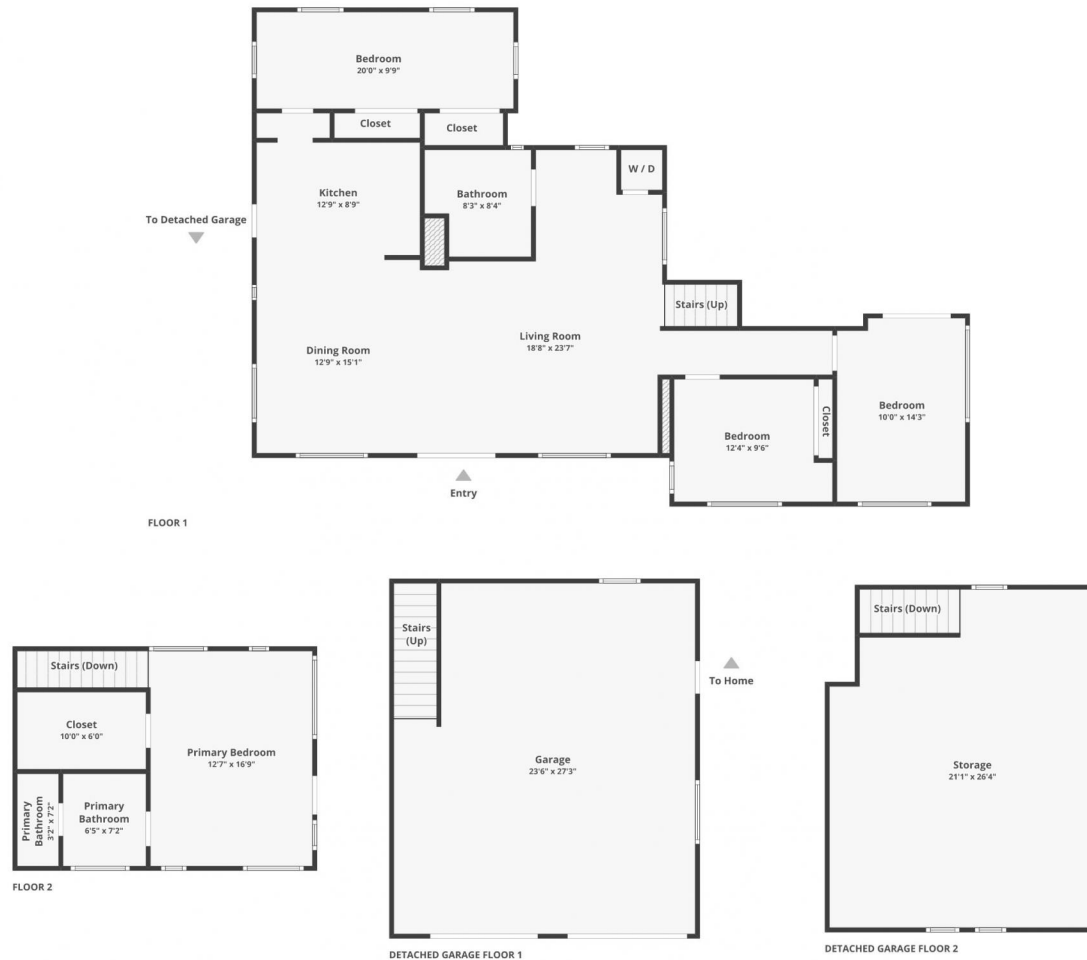 Bedroom
20'0" x 9'9"
Closet
Closet
Kitchen
12'9" x 8'9"
Bathroom
8'3" x 8'4"
W / D
To Detached Garage
Stairs (Up)
Dining Room
12'9" x 15'1"
Living Room
18'8" x 23'7"
Bedroom
12'4" x 9'6"
Closet
Bedroom
10'0" x 14'3"
Entry
FLOOR 1
Stairs (Down)
Closet
10'0" x 6'0"
Primary Bedroom
12'7" x 16'9"
Primary
Bathroom
3'2" x 7'2"
Primary
Bathroom
6'5" x 7'2"
FLOOR 2
Stairs
(Up)
To Home
Garage
23'6" x 27'3"
DETACHED GARAGE FLOOR 1
Stairs (Down)
Storage
21'1" x 26'4"
DETACHED GARAGE FLOOR 2